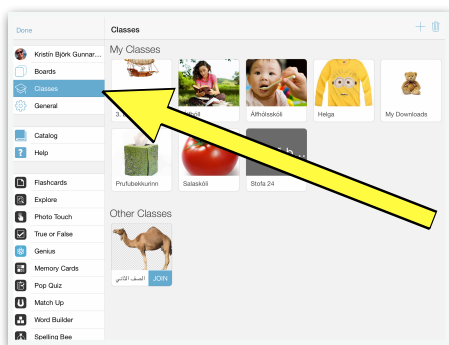 Done
Classes
Kristín Björk Gunnar...
Boards
Classes
General
Catalog
Help
Flashcards
Explore
Photo Touch
True or False
Genius
Memory Cards
Pop Quiz
Match Up
Word Builder
Spelling Bee
My Classes
Álfhólsskóli
Helga
My Downloads
Prufubekkurinn
Salaskóli
Stofa 24
Other Classes
الصف الثاني
JOIN